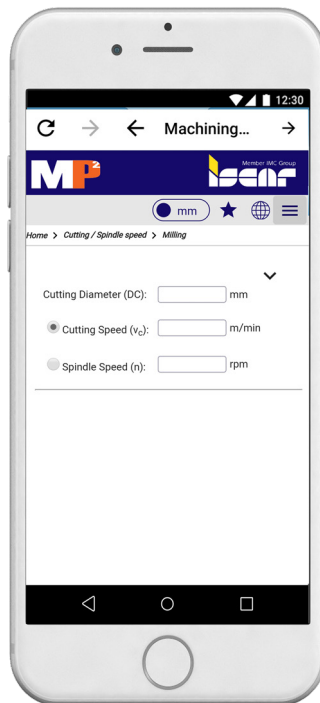 12:30
Machining...
MP²
Member IMC Group
iscar
mm
Home > Cutting / Spindle speed > Milling
Cutting Diameter (DC): mm
Cutting Speed (vc): m/min
Spindle Speed (n): rpm